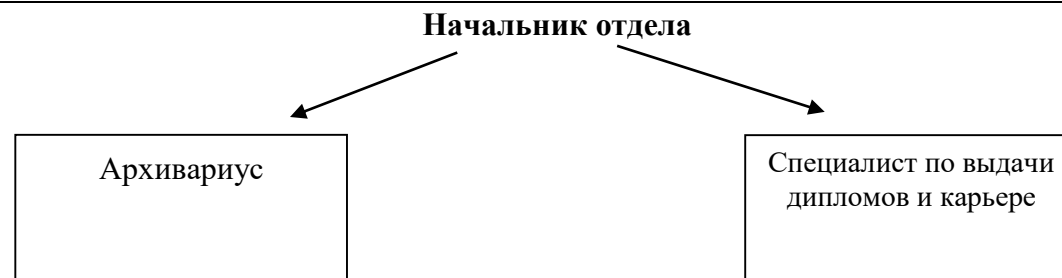 Начальник отдела
Архивариус
Специалист по выдачи
дипломов и карьере